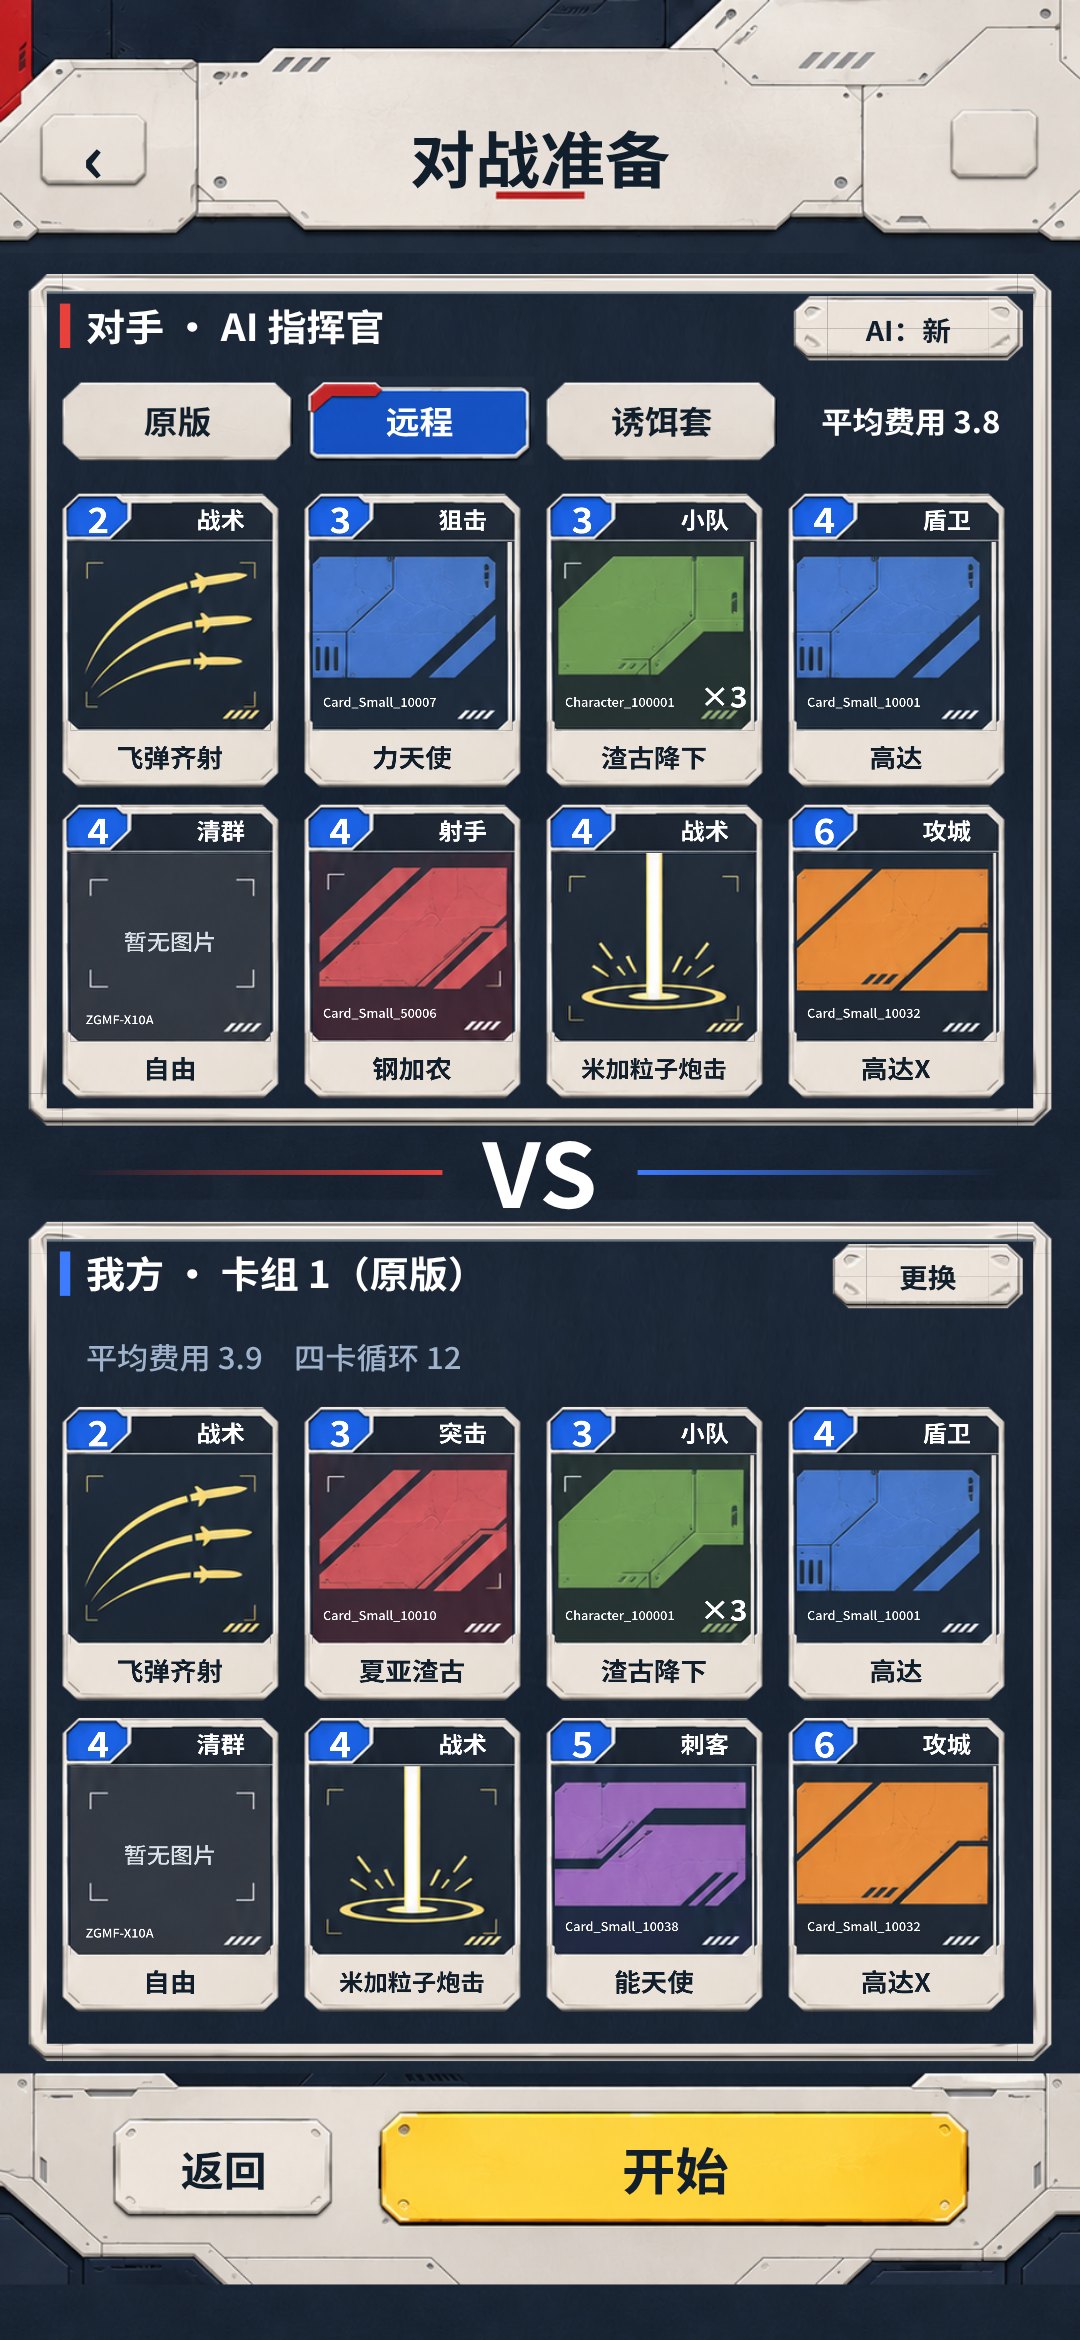 ‹
对战准备
对手 · AI 指挥官
AI：新
原版
远程
诱饵套
平均费用 3.8
2 战术
3 狙击
3 小队
4 盾卫
Card_Small_10007
Character_100001 ×3
Card_Small_10001
飞弹齐射
力天使
渣古降下
高达
4 清群
4 射手
4 战术
6 攻城
暂无图片
ZGMF-X10A
Card_Small_50006
Card_Small_10032
自由
钢加农
米加粒子炮击
高达X
VS
我方 · 卡组 1（原版）
更换
平均费用 3.9 四卡循环 12
2 战术
3 突击
3 小队
4 盾卫
Card_Small_10010
Character_100001 ×3
Card_Small_10001
飞弹齐射
夏亚渣古
渣古降下
高达
4 清群
4 战术
5 刺客
6 攻城
暂无图片
ZGMF-X10A
Card_Small_10038
Card_Small_10032
自由
米加粒子炮击
能天使
高达X
返回
开始